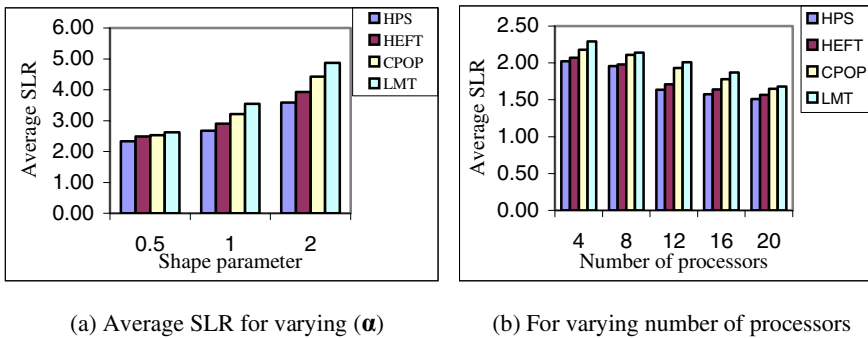 6.00
5.00
4.00
3.00
2.00
1.00
0.00
Average SLR
0.5 1 2
Shape parameter
HPS
HEFT
CPOP
LMT
(a) Average SLR for varying (α)
2.50
2.00
1.50
1.00
0.50
0.00
Average SLR
4 8 12 16 20
Number of processors
HPS
HEFT
CPOP
LMT
(b) For varying number of processors